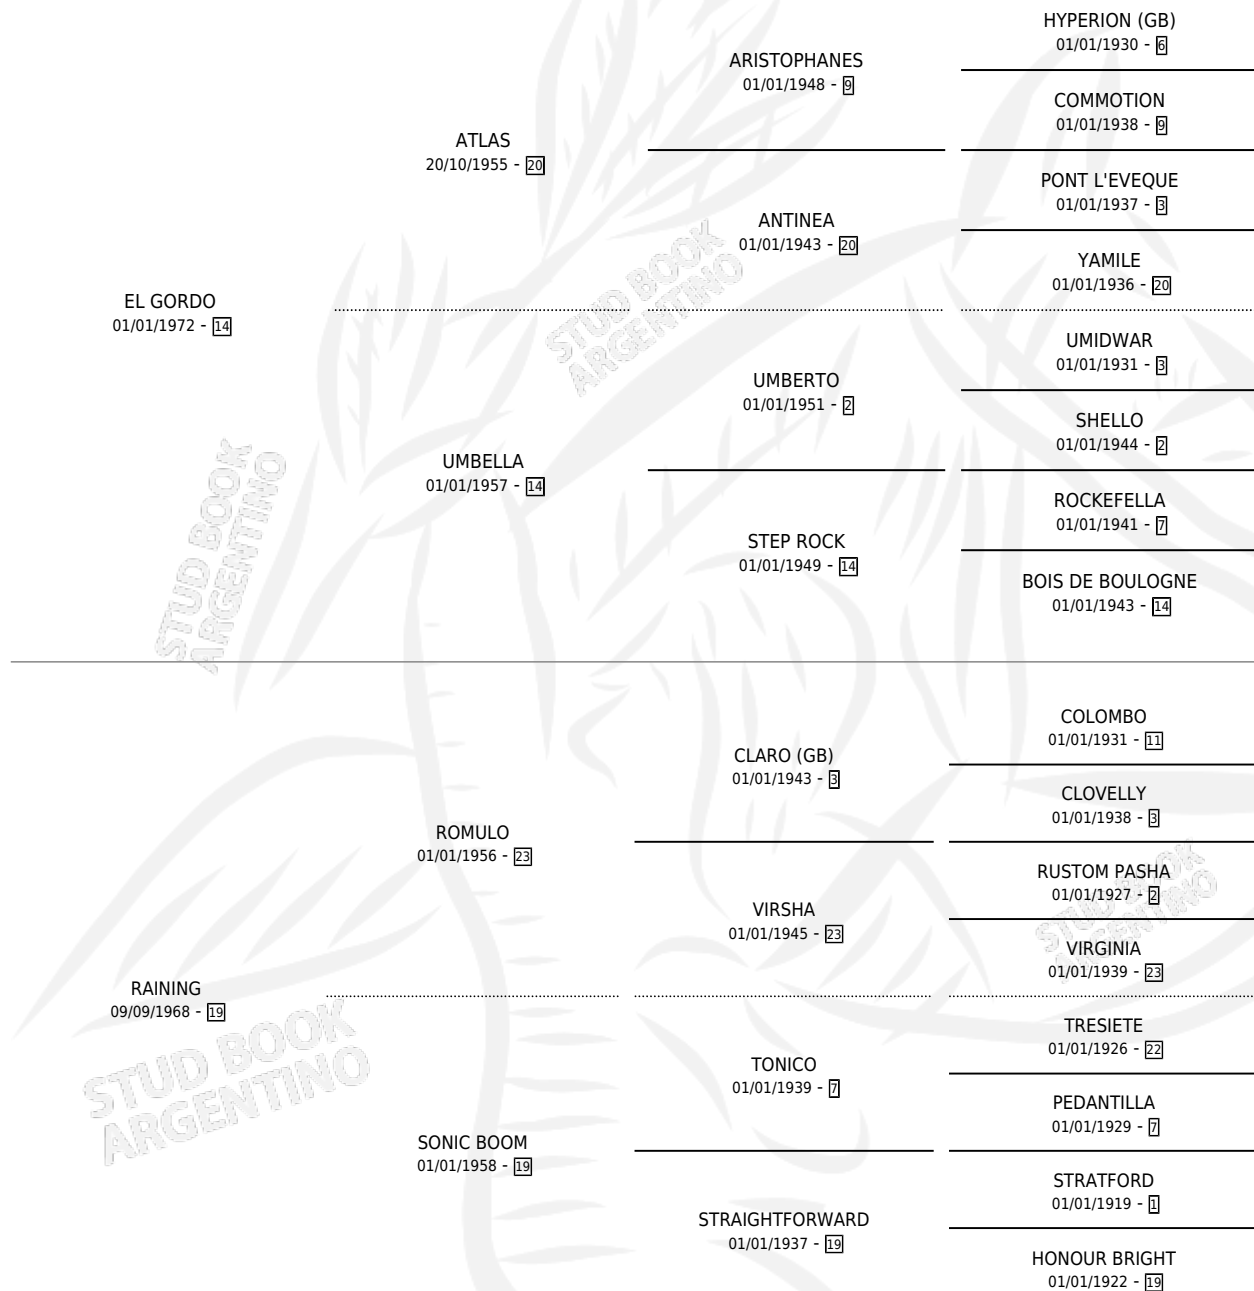 HYPERION (GB)
01/01/1930 - 6
ARISTOPHANES
01/01/1948 - 9
COMMOTION
01/01/1938 - 9
ATLAS
20/10/1955 - 20
PONT L'EVEQUE
01/01/1937 - 3
ANTINEA
01/01/1943 - 20
YAMILE
01/01/1936 - 20
EL GORDO
01/01/1972 - 14
UMIDWAR
01/01/1931 - 3
UMBERTO
01/01/1951 - 2
SHELLO
01/01/1944 - 2
UMBELLA
01/01/1957 - 14
ROCKEFELLA
01/01/1941 - 7
STEP ROCK
01/01/1949 - 14
BOIS DE BOULOGNE
01/01/1943 - 14
COLOMBO
01/01/1931 - 11
CLARO (GB)
01/01/1943 - 3
CLOVELLY
01/01/1938 - 3
ROMULO
01/01/1956 - 23
RUSTOM PASHA
01/01/1927 - 2
VIRSHA
01/01/1945 - 23
VIRGINIA
01/01/1939 - 23
RAINING
09/09/1968 - 19
TRESIETE
01/01/1926 - 22
TONICO
01/01/1939 - 7
PEDANTILLA
01/01/1929 - 7
SONIC BOOM
01/01/1958 - 19
STRATFORD
01/01/1919 - 1
STRAIGHTFORWARD
01/01/1937 - 19
HONOUR BRIGHT
01/01/1922 - 19
STUD BOOK
ARGENTINO
STUD BOOK
ARGENTINO
STUD BOOK
ARGENTINO
STUD BOOK
ARGENTINO